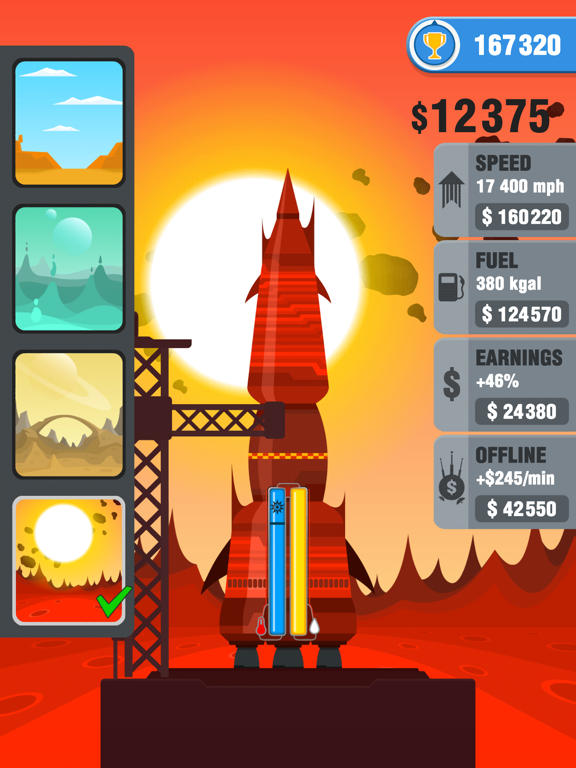 167320
$12375
SPEED
17 400 mph
$ 160220
FUEL
380 kgal
$ 124570
EARNINGS
+46%
$ 24380
OFFLINE
+$245/min
$ 42550